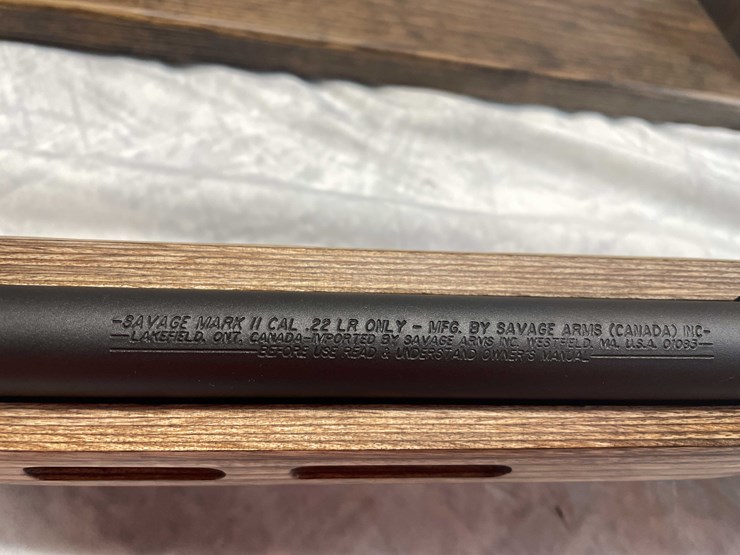 -SAVAGE MARK II CAL .22 LR ONLY - MFG. BY SAVAGE ARMS (CANADA) INC-
LAKEFIELD, ONT. CANADA-IMPORTED BY SAVAGE ARMS INC. WESTFIELD, MA. U.S.A. 01083
BEFORE USE READ & UNDERSTAND OWNER'S MANUAL